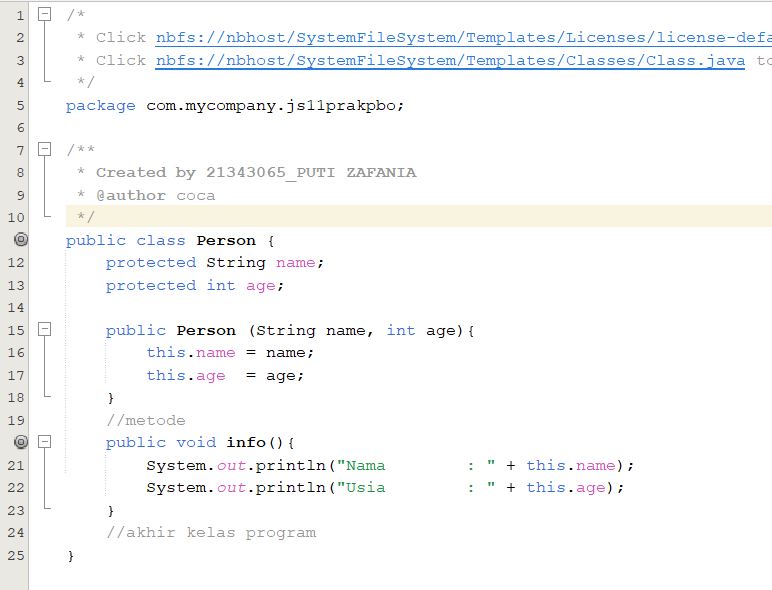 1 /*
2  * Click nbfs://nbhost/SystemFileSystem/Templates/Licenses/license-defa
3  * Click nbfs://nbhost/SystemFileSystem/Templates/Classes/Class.java to
4  */
5 package com.mycompany.js11prakpbo;
6
7 /**
8  * Created by 21343065_PUTI ZAFANIA
9  * @author coca
10  */
public class Person {
12     protected String name;
13     protected int age;
14
15     public Person (String name, int age){
16         this.name = name;
17         this.age  = age;
18     }
19     //metode
    public void info(){
21         System.out.println("Nama        : " + this.name);
22         System.out.println("Usia        : " + this.age);
23     }
24     //akhir kelas program
25 }